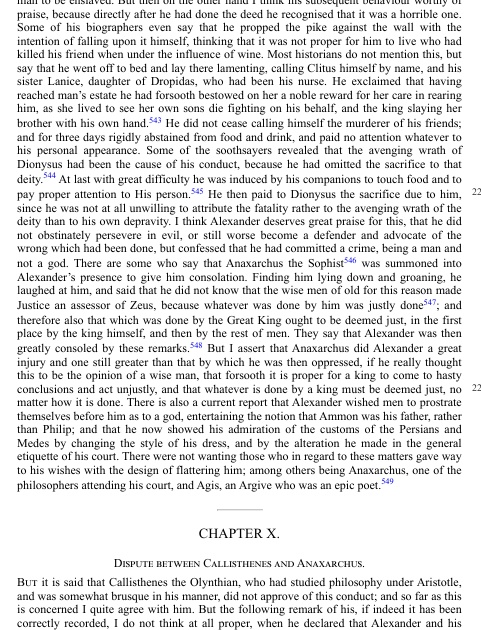 man to be enslaved. But then on the other hand I think his subsequent behaviour worthy of
praise, because directly after he had done the deed he recognised that it was a horrible one.
Some of his biographers even say that he propped the pike against the wall with the
intention of falling upon it himself, thinking that it was not proper for him to live who had
killed his friend when under the influence of wine. Most historians do not mention this, but
say that he went off to bed and lay there lamenting, calling Clitus himself by name, and his
sister Lanice, daughter of Dropidas, who had been his nurse. He exclaimed that having
reached man's estate he had forsooth bestowed on her a noble reward for her care in rearing
him, as she lived to see her own sons die fighting on his behalf, and the king slaying her
brother with his own hand.543 He did not cease calling himself the murderer of his friends;
and for three days rigidly abstained from food and drink, and paid no attention whatever to
his personal appearance. Some of the soothsayers revealed that the avenging wrath of
Dionysus had been the cause of his conduct, because he had omitted the sacrifice to that
deity.544 At last with great difficulty he was induced by his companions to touch food and to
pay proper attention to His person.545 He then paid to Dionysus the sacrifice due to him, 22
since he was not at all unwilling to attribute the fatality rather to the avenging wrath of the
deity than to his own depravity. I think Alexander deserves great praise for this, that he did
not obstinately persevere in evil, or still worse become a defender and advocate of the
wrong which had been done, but confessed that he had committed a crime, being a man and
not a god. There are some who say that Anaxarchus the Sophist546 was summoned into
Alexander's presence to give him consolation. Finding him lying down and groaning, he
laughed at him, and said that he did not know that the wise men of old for this reason made
Justice an assessor of Zeus, because whatever was done by him was justly done547; and
therefore also that which was done by the Great King ought to be deemed just, in the first
place by the king himself, and then by the rest of men. They say that Alexander was then
greatly consoled by these remarks.548 But I assert that Anaxarchus did Alexander a great
injury and one still greater than that by which he was then oppressed, if he really thought
this to be the opinion of a wise man, that forsooth it is proper for a king to come to hasty
conclusions and act unjustly, and that whatever is done by a king must be deemed just, no 22
matter how it is done. There is also a current report that Alexander wished men to prostrate
themselves before him as to a god, entertaining the notion that Ammon was his father, rather
than Philip; and that he now showed his admiration of the customs of the Persians and
Medes by changing the style of his dress, and by the alteration he made in the general
etiquette of his court. There were not wanting those who in regard to these matters gave way
to his wishes with the design of flattering him; among others being Anaxarchus, one of the
philosophers attending his court, and Agis, an Argive who was an epic poet.549
CHAPTER X.
Dispute between Callisthenes and Anaxarchus.
But it is said that Callisthenes the Olynthian, who had studied philosophy under Aristotle,
and was somewhat brusque in his manner, did not approve of this conduct; and so far as this
is concerned I quite agree with him. But the following remark of his, if indeed it has been
correctly recorded, I do not think at all proper, when he declared that Alexander and his